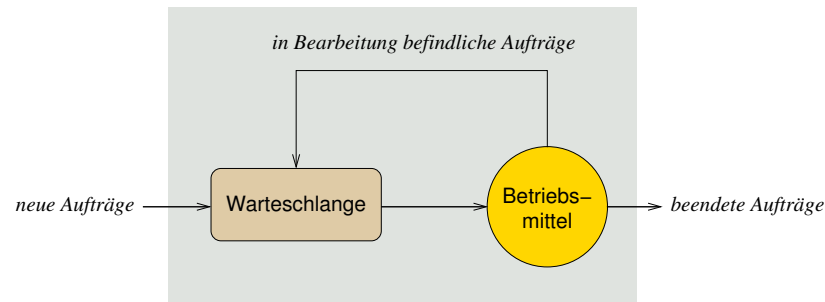 in Bearbeitung befindliche Aufträge
neue Aufträge
Warteschlange
Betriebs−
mittel
beendete Aufträge